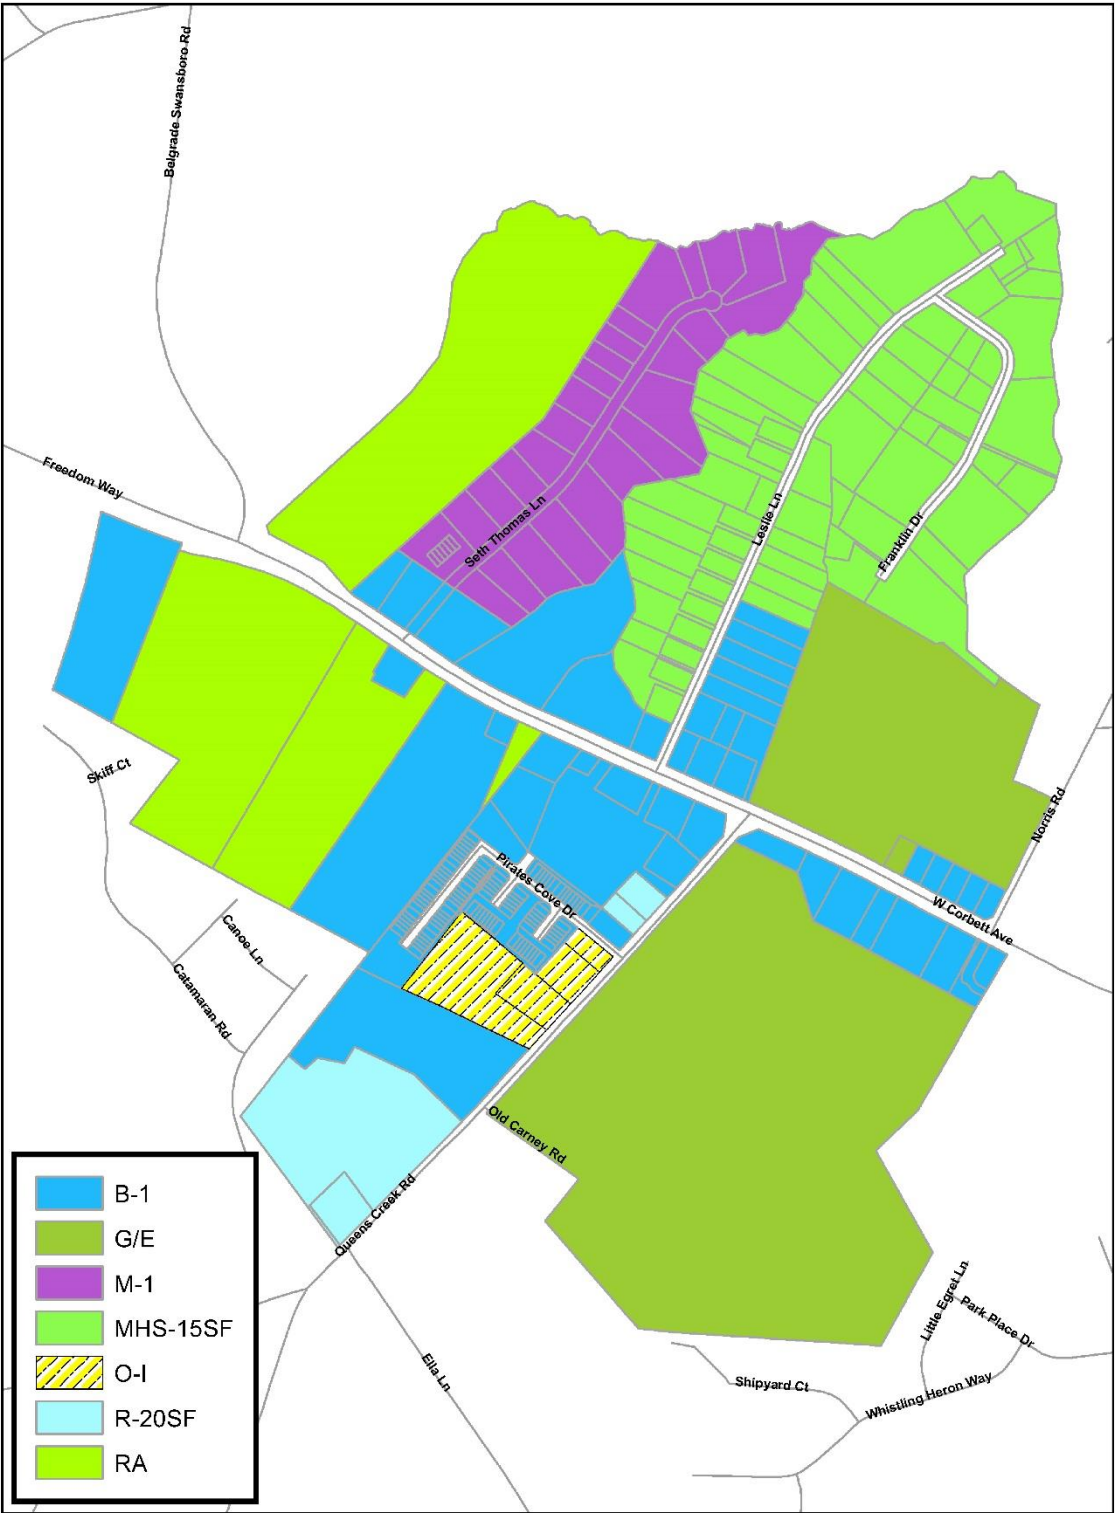 Belgrade Swansboro Rd
Freedom Way
Seth Thomas Ln
Leslie Ln
Franklin Dr
Skiff Ct
Norris Rd
Pirates Cove Dr
W Corbett Ave
Canoe Ln
Catamaran Rd
Old Carney Rd
Queens Creek Rd
Ella Ln
Little Egret Ln
Park Place Dr
Shipyard Ct
Whistling Heron Way
B-1
G/E
M-1
MHS-15SF
O-I
R-20SF
RA